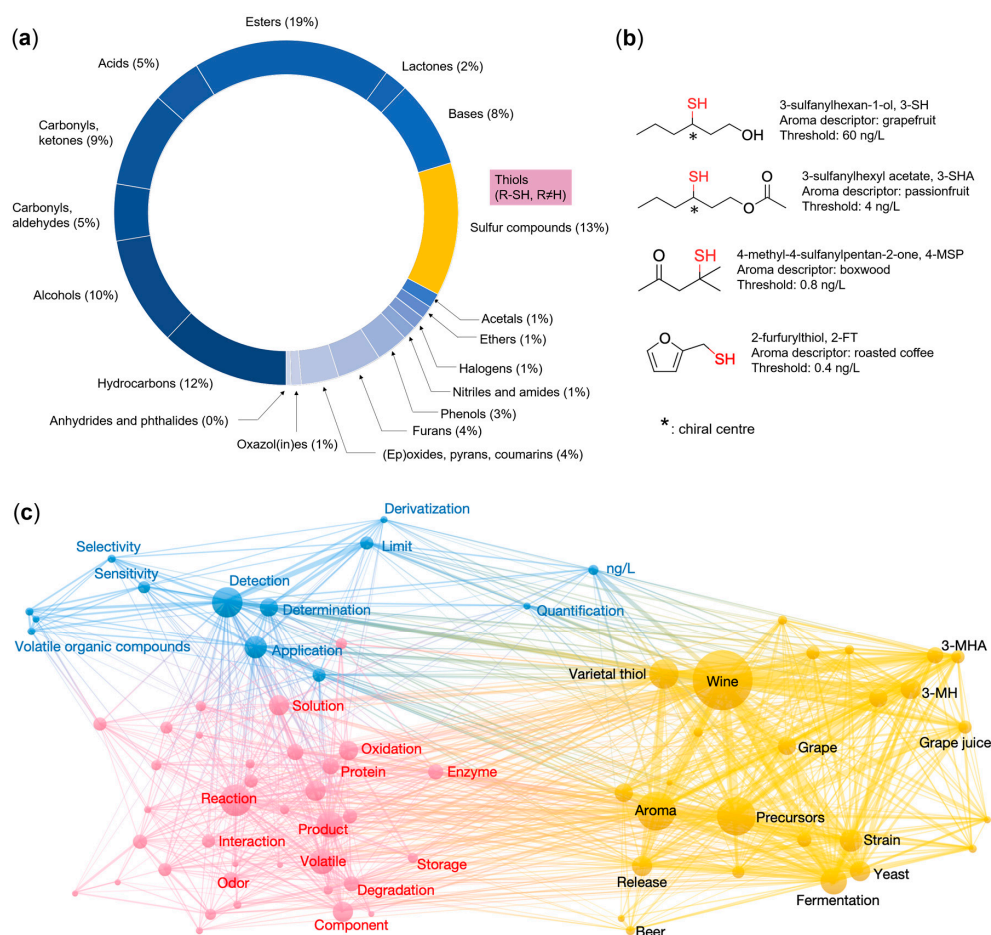 (a)
Esters (19%)
Lactones (2%)
Acids (5%)
Bases (8%)
Carbonyls,
ketones (9%)
Thiols
(R-SH, R≠H)
Carbonyls,
aldehydes (5%)
Sulfur compounds (13%)
Alcohols (10%)
Acetals (1%)
Ethers (1%)
Halogens (1%)
Hydrocarbons (12%)
Nitriles and amides (1%)
Phenols (3%)
Anhydrides and phthalides (0%)
Furans (4%)
Oxazol(in)es (1%)
(Ep)oxides, pyrans, coumarins (4%)
(b)
SH
OH
*
3-sulfanylhexan-1-ol, 3-SH
Aroma descriptor: grapefruit
Threshold: 60 ng/L
SH
O
O
*
3-sulfanylhexyl acetate, 3-SHA
Aroma descriptor: passionfruit
Threshold: 4 ng/L
O
SH
4-methyl-4-sulfanylpentan-2-one, 4-MSP
Aroma descriptor: boxwood
Threshold: 0.8 ng/L
O
SH
2-furfurylthiol, 2-FT
Aroma descriptor: roasted coffee
Threshold: 0.4 ng/L
*: chiral centre
(c)
Derivatization
Selectivity
Limit
Sensitivity
ng/L
Detection
Determination
Quantification
Volatile organic compounds
Application
3-MHA
Varietal thiol
Wine
3-MH
Solution
Grape juice
Oxidation
Grape
Protein
Enzyme
Reaction
Aroma
Precursors
Product
Interaction
Strain
Volatile
Storage
Yeast
Odor
Release
Degradation
Fermentation
Component
Beer